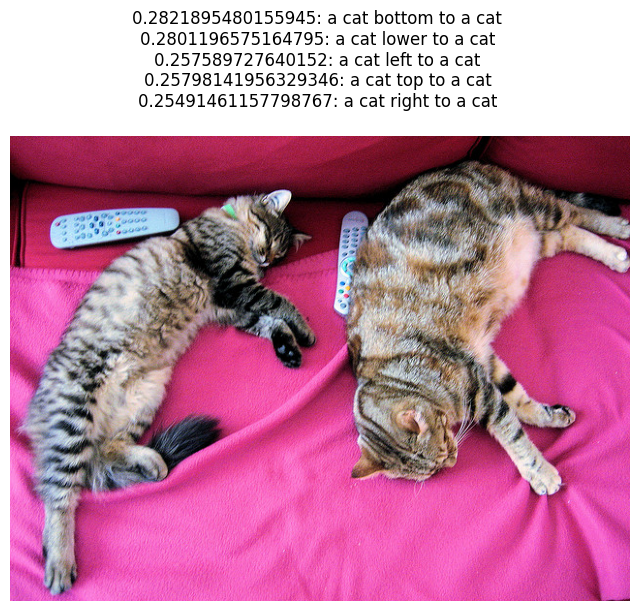 0.2821895480155945: a cat bottom to a cat
0.2801196575164795: a cat lower to a cat
0.257589727640152: a cat left to a cat
0.25798141956329346: a cat top to a cat
0.25491461157798767: a cat right to a cat